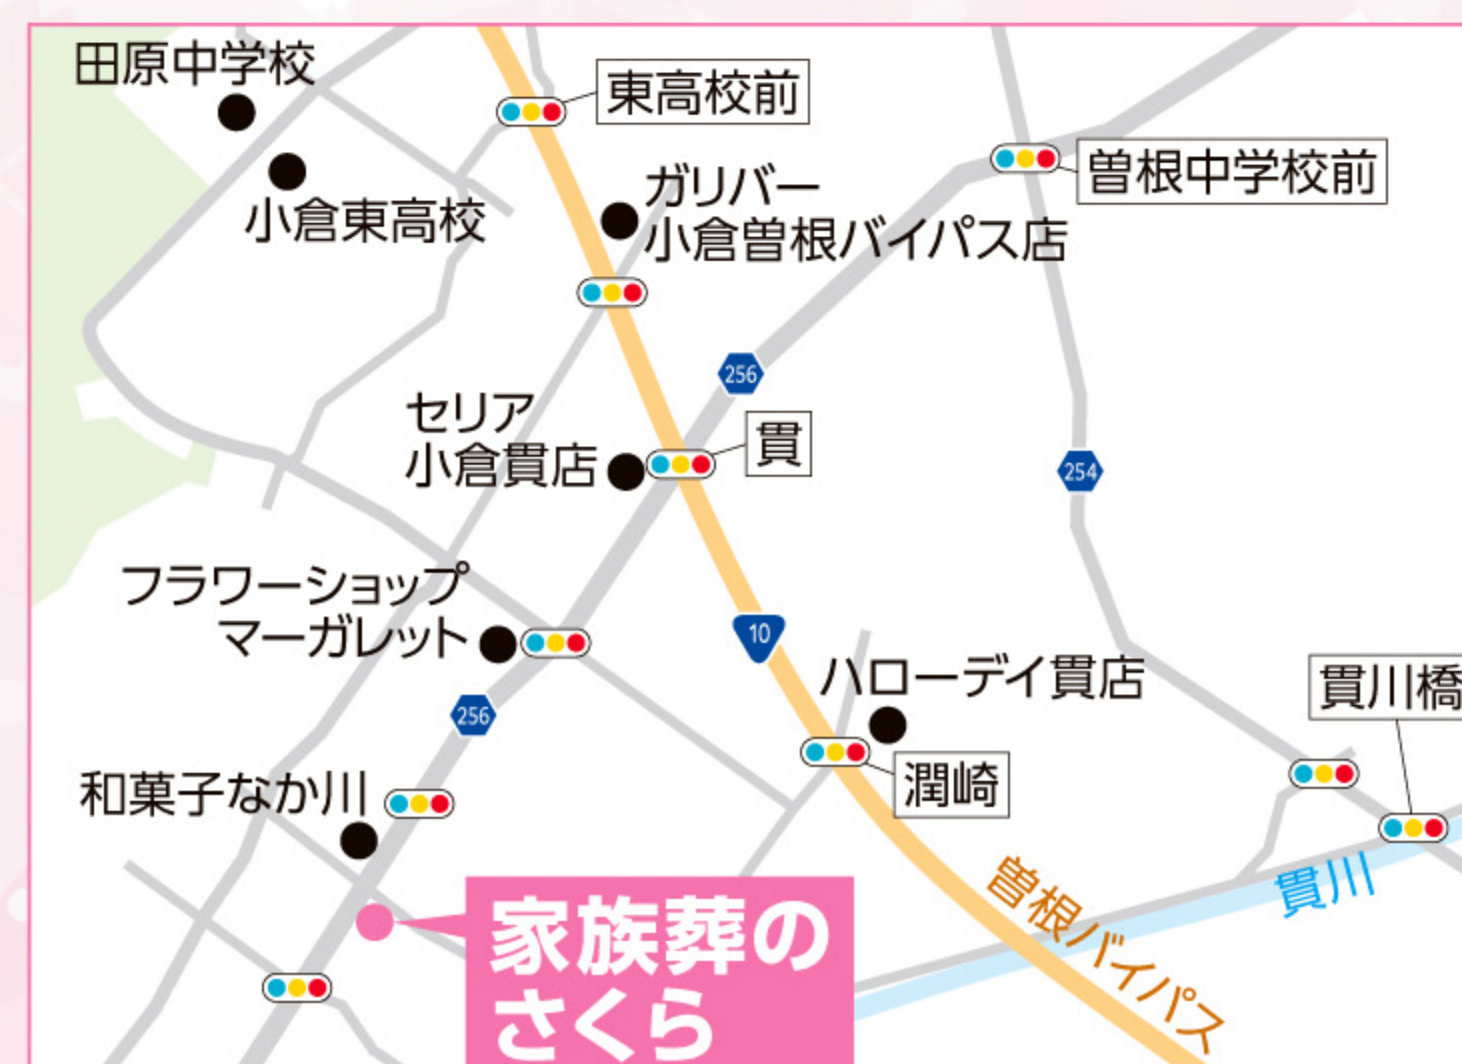 田原中学校
東高校前
小倉東高校
ガリバー
小倉曽根バイパス店
曽根中学校前
256
セリア
小倉貫店
貫
254
フラワーショップ
マーガレット
10
256
ハローデイ貫店
潤崎
貫川橋
和菓子なか川
貫川
曽根バイパス
家族葬の
さくら